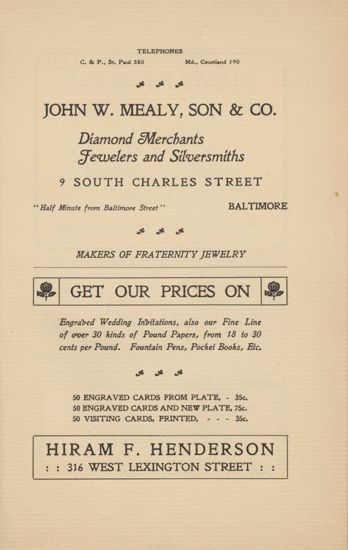 TELEPHONES
C. & P., St. Paul 380 Md., Courtland 190
JOHN W. MEALY, SON & CO.
Diamond Merchants
Jewelers and Silversmiths
9 SOUTH CHARLES STREET
"Half Minute from Baltimore Street" BALTIMORE
MAKERS OF FRATERNITY JEWELRY
GET OUR PRICES ON
Engraved Wedding Invitations, also our Fine Line
of over 30 kinds of Pound Papers, from 18 to 30
cents per Pound. Fountain Pens, Pocket Books, Etc.
50 ENGRAVED CARDS FROM PLATE, - 35c.
50 ENGRAVED CARDS AND NEW PLATE, 75c.
50 VISITING CARDS, PRINTED, - - - 35c.
HIRAM F. HENDERSON
: : 316 WEST LEXINGTON STREET : :